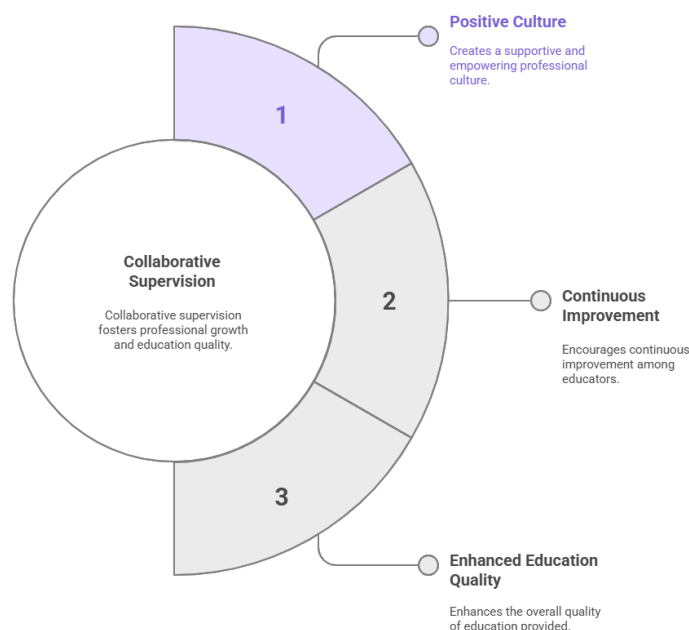 Positive Culture
Creates a supportive and
empowering professional
culture.
1
Collaborative
Supervision
Collaborative supervision
fosters professional growth
and education quality.
2
Continuous
Improvement
Encourages continuous
improvement among
educators.
3
Enhanced Education
Quality
Enhances the overall quality
of education provided.